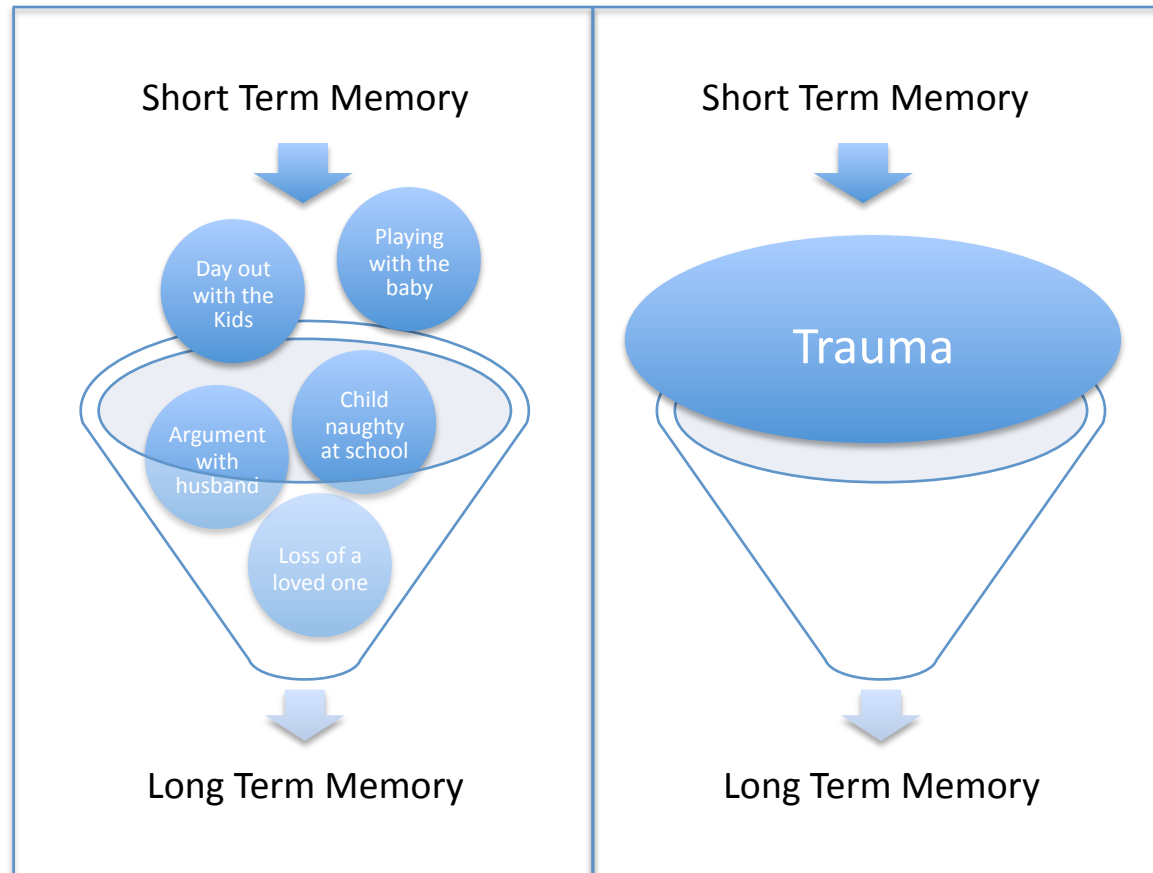 Short Term Memory
Day out
with the
Kids
Playing
with the
baby
Argument
with
husband
Child
naughty
at school
Loss of a
loved one
Long Term Memory
Short Term Memory
Trauma
Long Term Memory